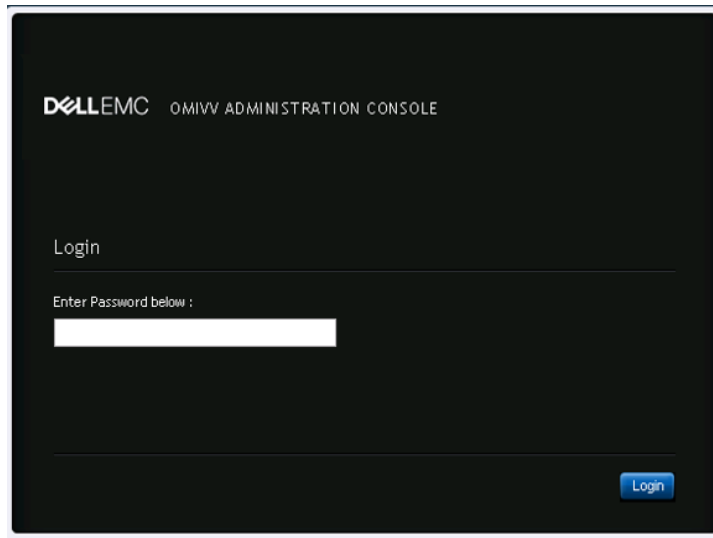 DELLEMC OMIVV ADMINISTRATION CONSOLE
Login
Enter Password below :
Login